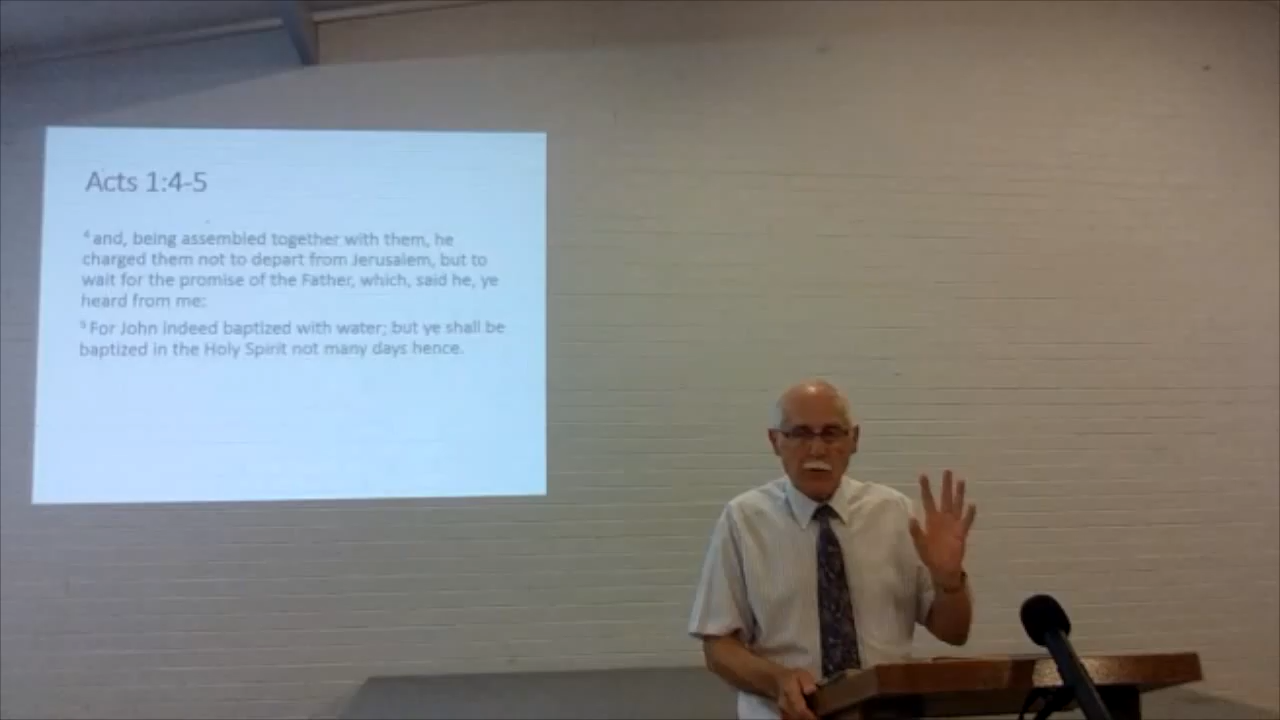 Acts 1:4-5
4 and, being assembled together with them, he
charged them not to depart from Jerusalem, but to
wait for the promise of the Father, which, said he, ye
heard from me:
5 For John indeed baptized with water; but ye shall be
baptized in the Holy Spirit not many days hence.